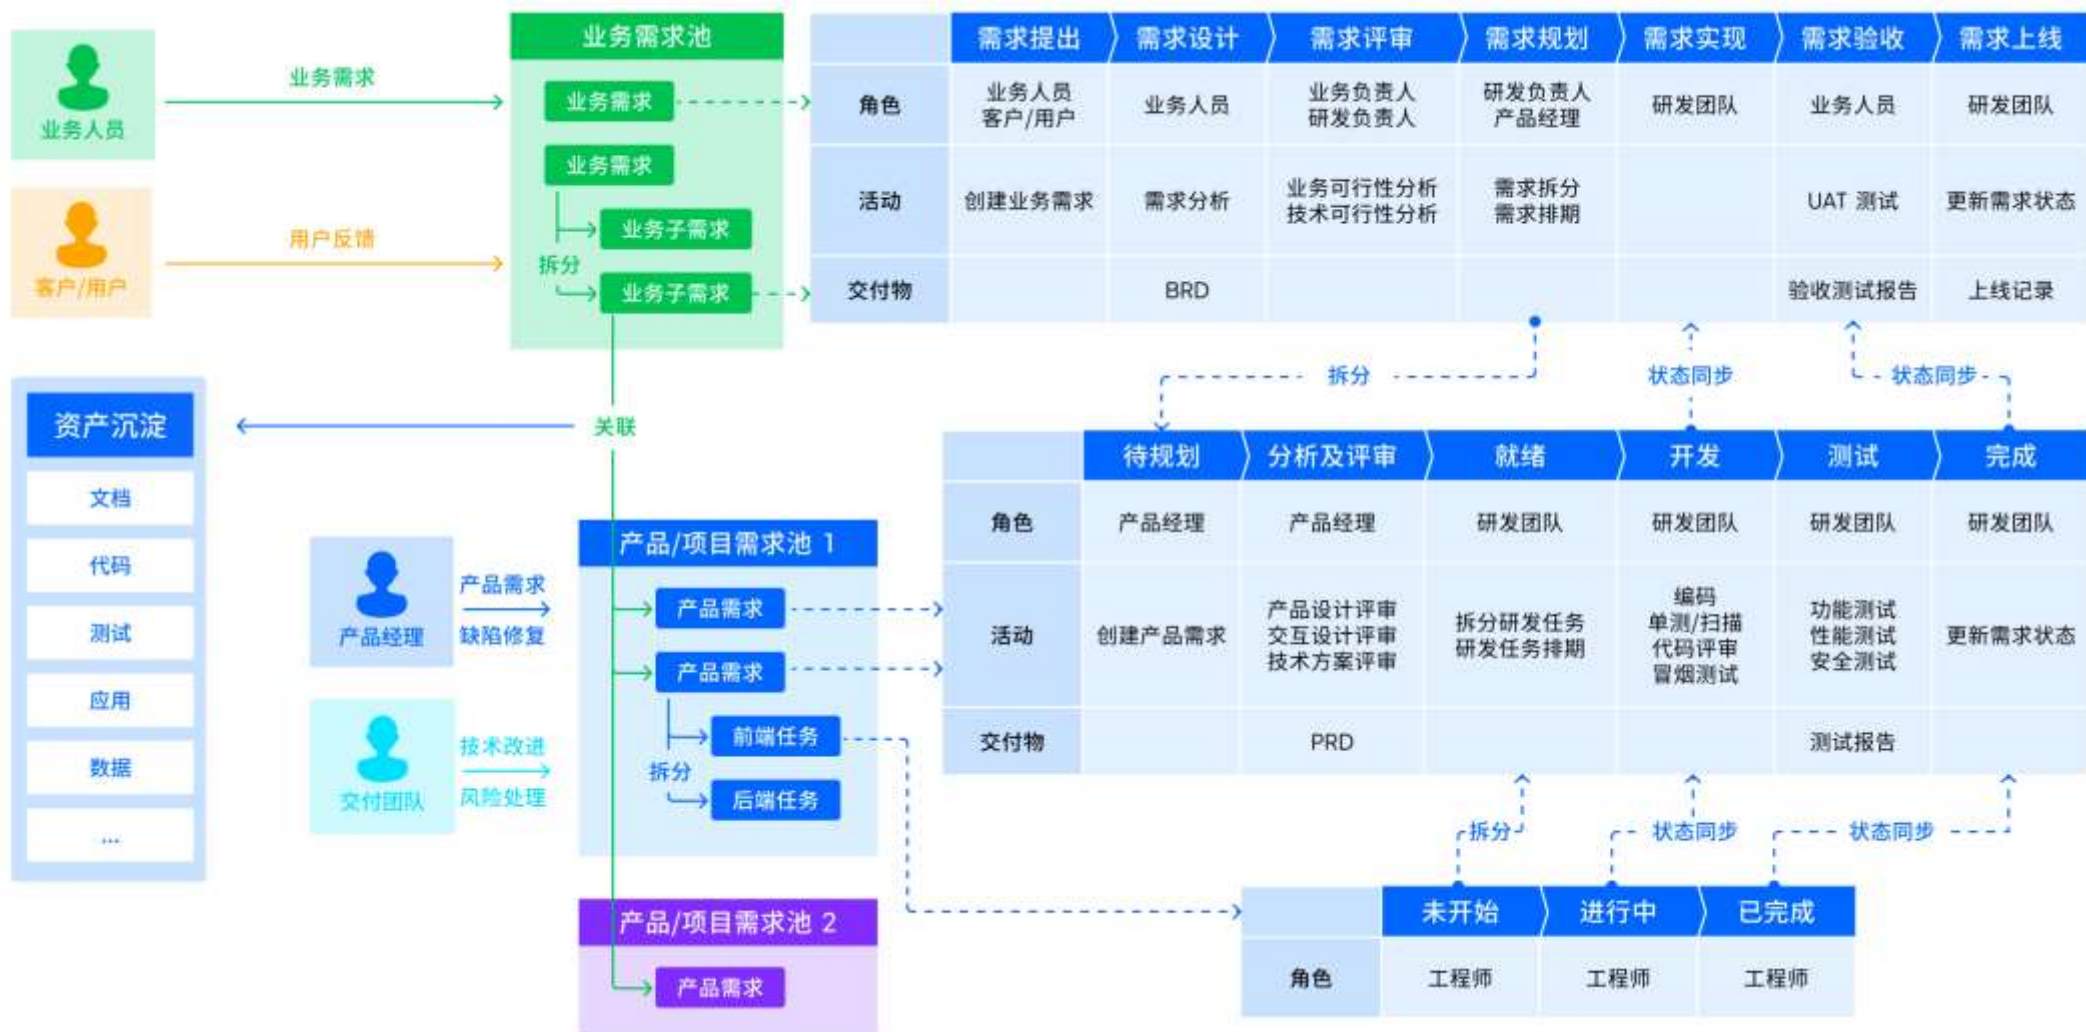 业务人员
业务需求
客户/用户
用户反馈
业务需求池
业务需求
业务需求
业务子需求
拆分
业务子需求
需求提出 需求设计 需求评审 需求规划 需求实现 需求验收 需求上线
角色
业务人员
客户/用户
业务人员
业务负责人
研发负责人
研发负责人
产品经理
研发团队
业务人员
研发团队
活动
创建业务需求
需求分析
业务可行性分析
技术可行性分析
需求拆分
需求排期
UAT 测试
更新需求状态
交付物
BRD
验收测试报告
上线记录
拆分
状态同步
状态同步
关联
资产沉淀
文档
代码
测试
应用
数据
...
产品经理
产品需求
缺陷修复
交付团队
技术改进
风险处理
产品/项目需求池 1
产品需求
产品需求
前端任务
拆分
后端任务
产品/项目需求池 2
产品需求
待规划 分析及评审 就绪 开发 测试 完成
角色
产品经理
产品经理
研发团队
研发团队
研发团队
研发团队
活动
创建产品需求
产品设计评审
交互设计评审
技术方案评审
拆分研发任务
研发任务排期
编码
单测/扫描
代码评审
冒烟测试
功能测试
性能测试
安全测试
更新需求状态
交付物
PRD
测试报告
拆分
状态同步
状态同步
未开始 进行中 已完成
角色
工程师
工程师
工程师